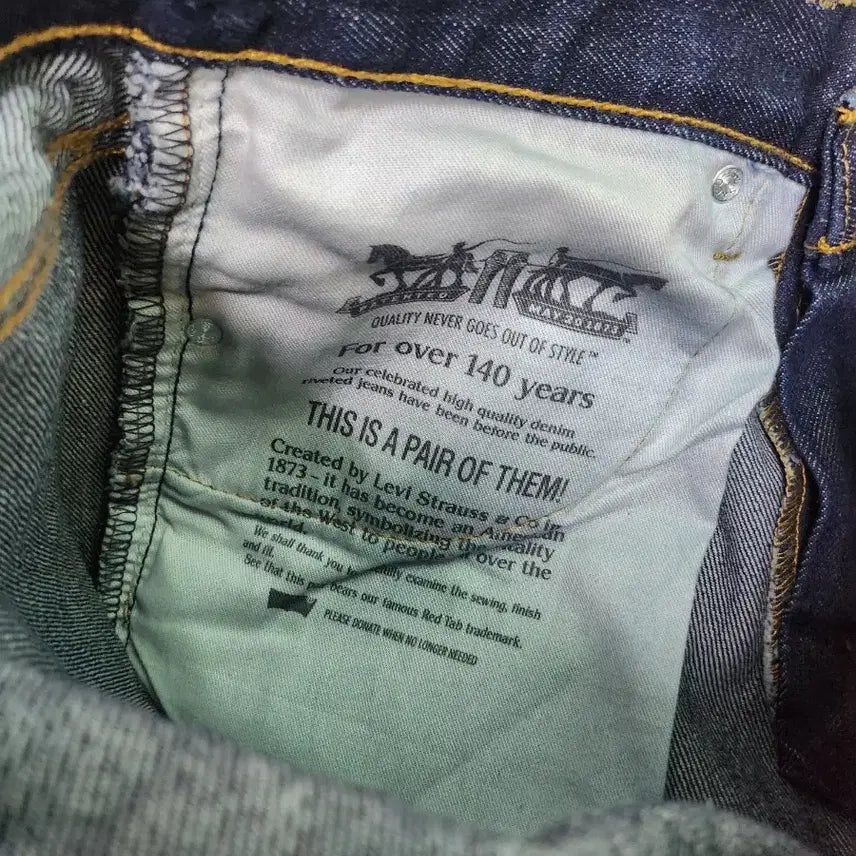 QUALITY NEVER GOES OUT OF STYLE™
For over 140 years
Our celebrated high quality denim
riveted jeans have been before the public.
THIS IS A PAIR OF THEM!
Created by Levi Strauss & Co in
1873 - it has become an American
tradition, symbolizing the vitality
of the West to people over the
world.
We shall thank you to carefully examine the sewing, finish
and fit.
See that this pair bears our famous Red Tab trademark.
PLEASE DONATE WHEN NO LONGER NEEDED